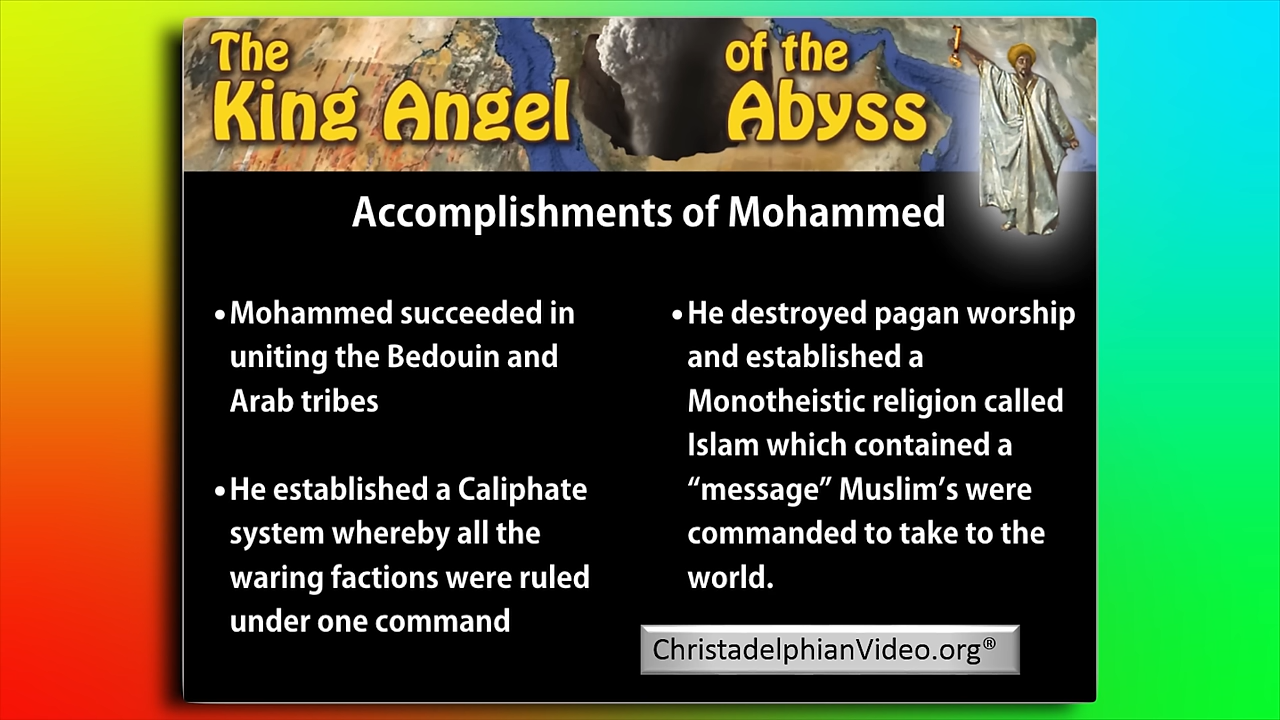 The of the
King Angel Abyss
Accomplishments of Mohammed
•Mohammed succeeded in
uniting the Bedouin and
Arab tribes
•He established a Caliphate
system whereby all the
waring factions were ruled
under one command
•He destroyed pagan worship
and established a
Monotheistic religion called
Islam which contained a
“message” Muslim’s were
commanded to take to the
world.
ChristadelphianVideo.org®